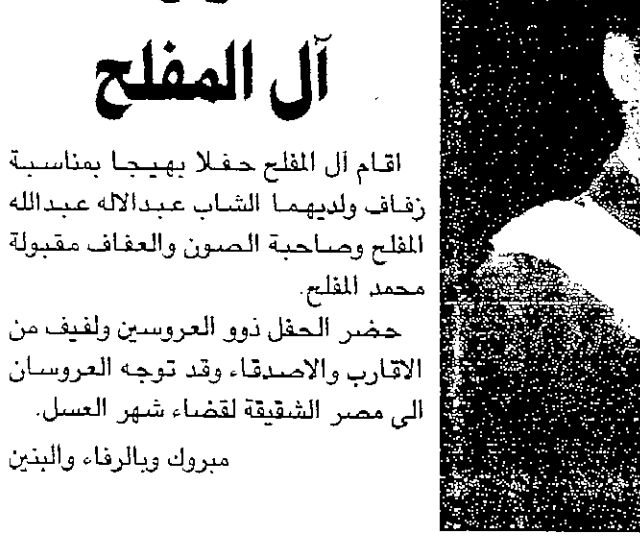 آل المفلح
اقام آل المفلح حفلا بهيجا بمناسبة
زفاف ولديهما الشاب عبدالاله عبدالله
المفلح وصاحبة الصون والعفاف مقبولة
محمد المفلح.
حضر الحفل ذوو العروسين ولفيف من
الاقارب والاصدقاء وقد توجه العروسان
الى مصر الشقيقة لقضاء شهر العسل.
مبروك وبالرفاء والبنين